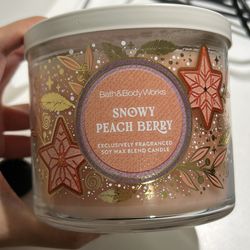 Bath&BodyWorks
SNOWY
PEACH BERRY
EXCLUSIVELY FRAGRANCED
SOY WAX BLEND CANDLE